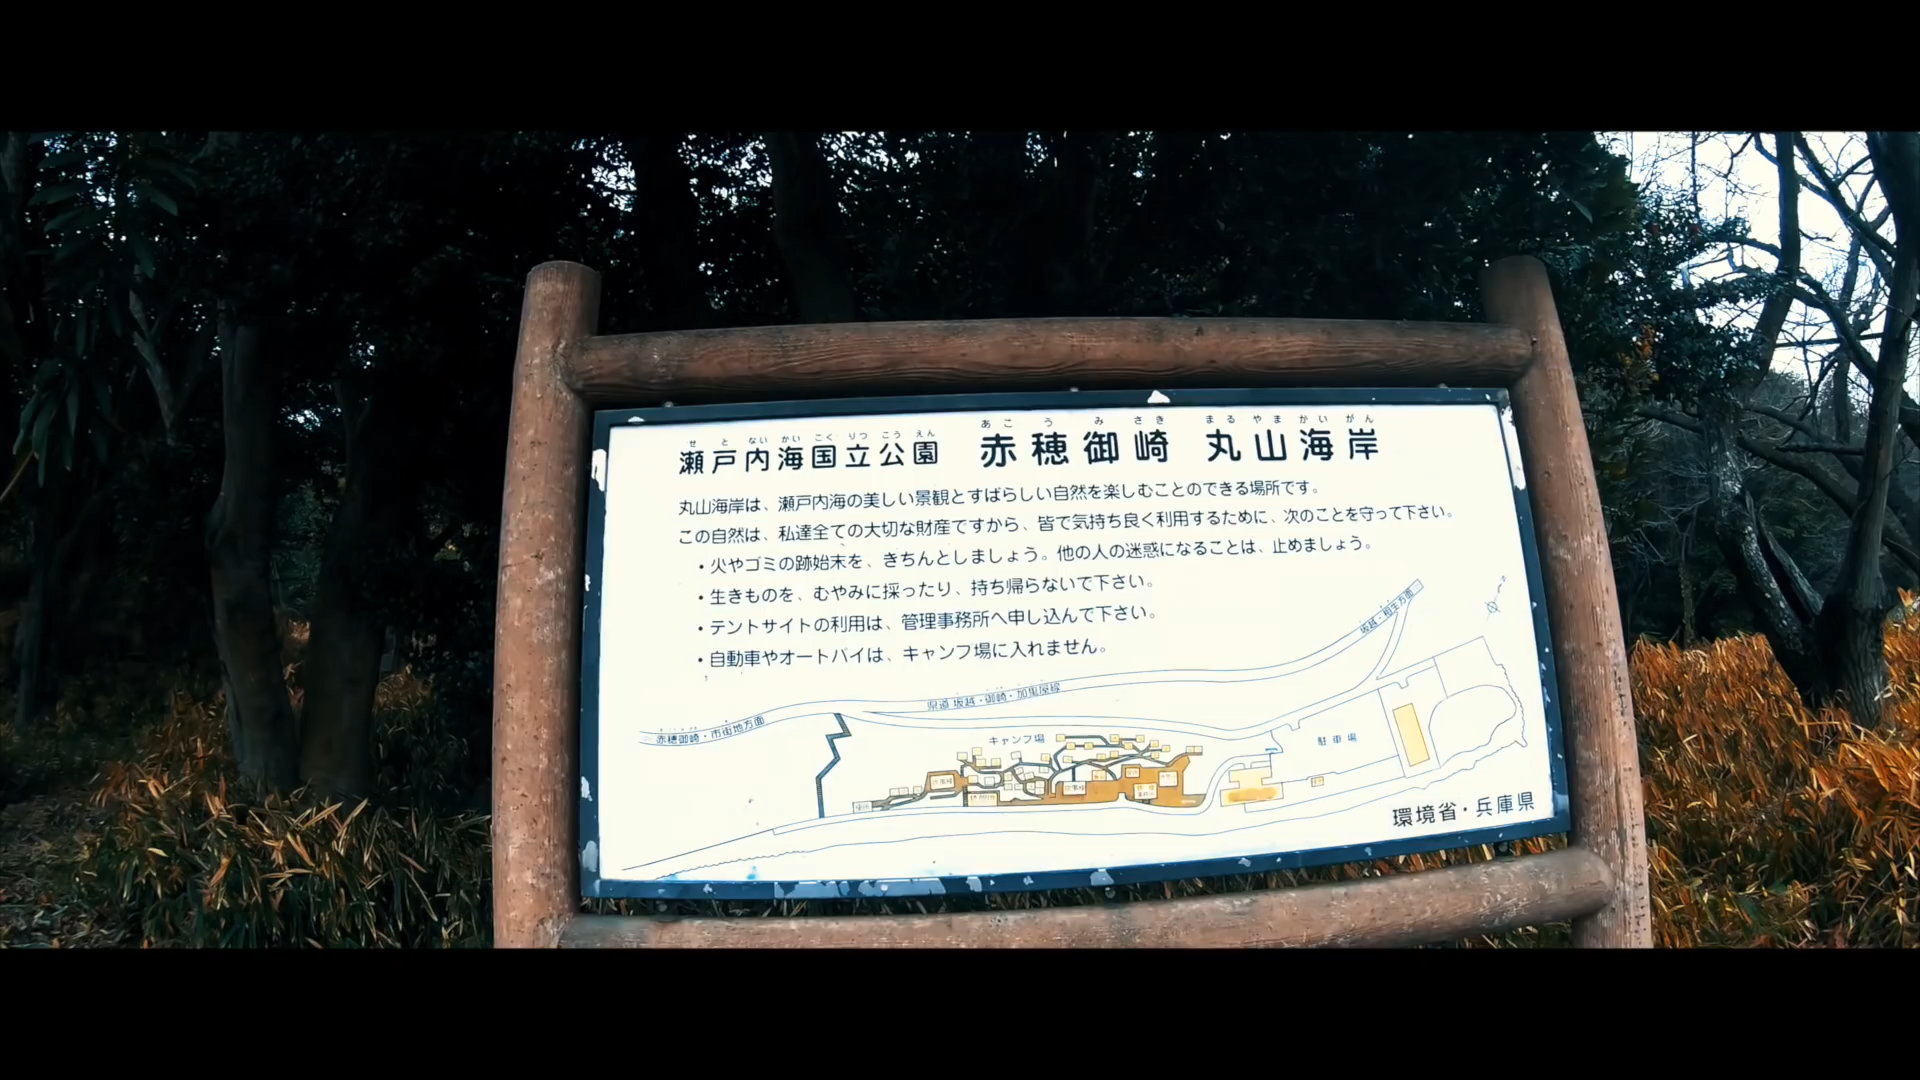 せとないかいこくりつこうえん あこうみさき まるやまかいがん
瀬戸内海国立公園 赤穂御崎 丸山海岸
丸山海岸は、瀬戸内海の美しい景観とすばらしい自然を楽しむことのできる場所です。
この自然は、私達全ての大切な財産ですから、皆で気持ち良く利用するために、次のことを守って下さい。
・火やゴミの跡始末を、きちんとしましょう。他の人の迷惑になることは、止めましょう。
・生きものを、むやみに採ったり、持ち帰らないで下さい。
・テントサイトの利用は、管理事務所へ申し込んで下さい。
・自動車やオートバイは、キャンプ場に入れません。
坂越・相生方面
県道 坂越・御崎・加里屋線
赤穂御崎・市街地方面
キャンプ場
駐車場
環境省・兵庫県